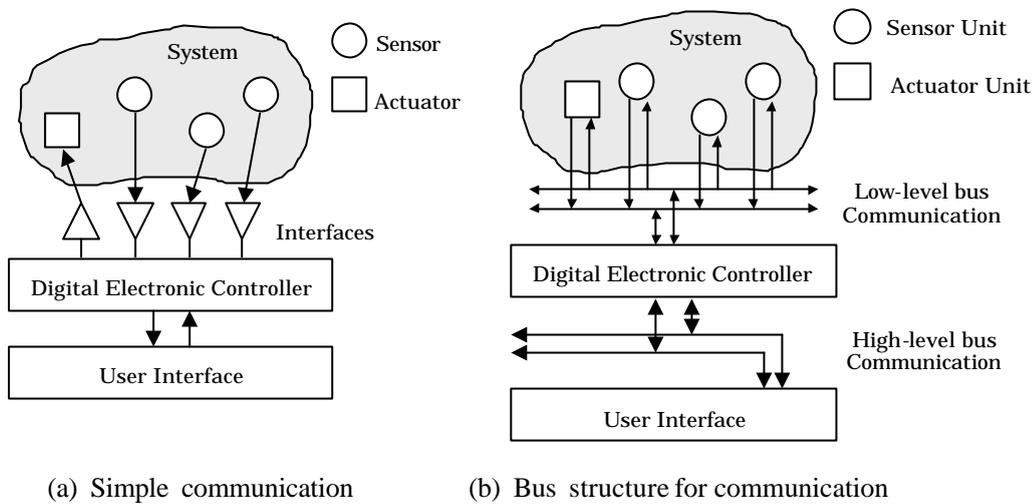 System
Sensor
Actuator
Interfaces
Digital Electronic Controller
User Interface
(a) Simple communication
System
Sensor Unit
Actuator Unit
Low-level bus
Communication
Digital Electronic Controller
High-level bus
Communication
User Interface
(b) Bus structure for communication